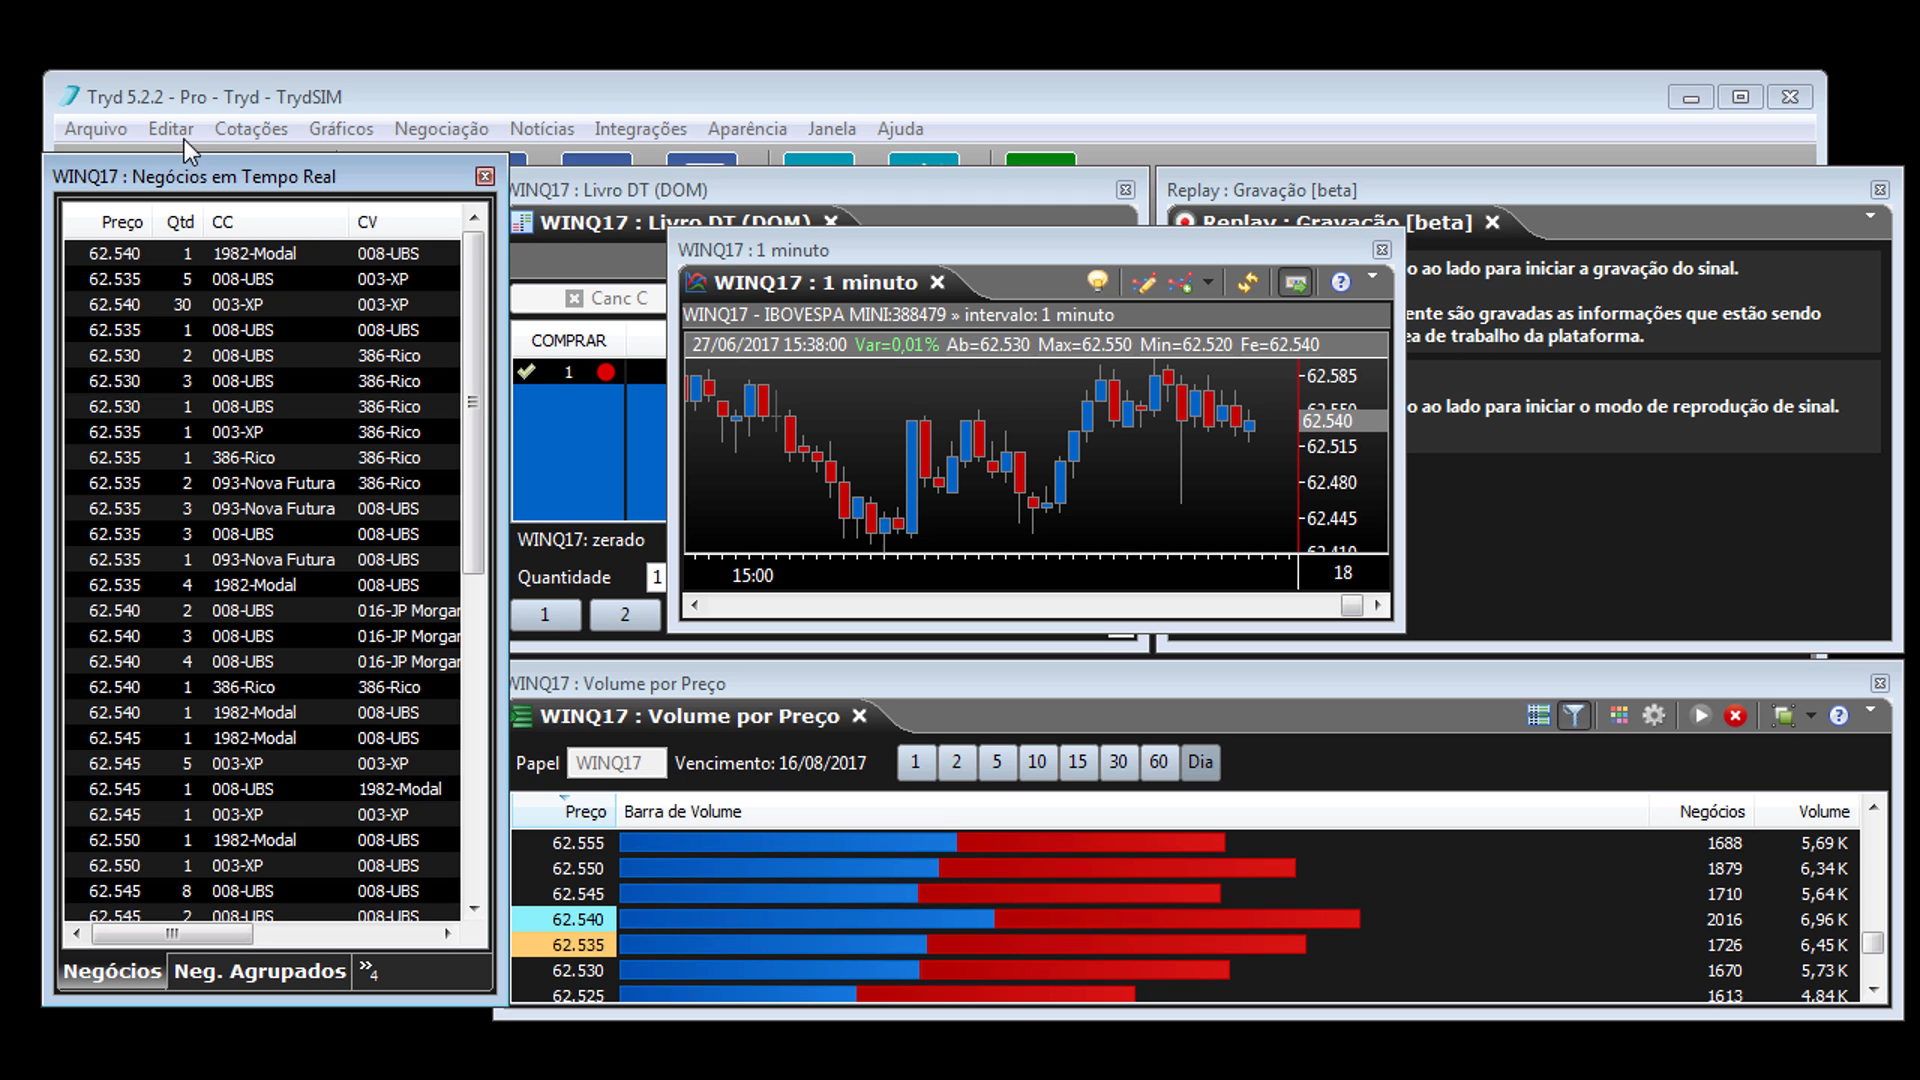 Tryd 5.2.2 - Pro - Tryd - TrydSIM
Arquivo Editar Cotações Gráficos Negociação Notícias Integrações Aparência Janela Ajuda
WINQ17 : Negócios em Tempo Real
Preço Qtd CC CV
62.540 1 1982-Modal 008-UBS
62.535 5 008-UBS 003-XP
62.540 30 003-XP 003-XP
62.535 1 008-UBS 008-UBS
62.530 2 008-UBS 386-Rico
62.530 3 008-UBS 386-Rico
62.530 1 008-UBS 386-Rico
62.535 1 003-XP 386-Rico
62.535 1 386-Rico 386-Rico
62.535 2 093-Nova Futura 386-Rico
62.535 3 093-Nova Futura 008-UBS
62.535 3 008-UBS 008-UBS
62.535 1 093-Nova Futura 008-UBS
62.535 4 1982-Modal 008-UBS
62.540 2 008-UBS 016-JP Morgan
62.540 3 008-UBS 016-JP Morgan
62.540 4 008-UBS 016-JP Morgan
62.540 1 386-Rico 386-Rico
62.540 1 1982-Modal 008-UBS
62.545 1 1982-Modal 008-UBS
62.545 5 003-XP 003-XP
62.545 1 008-UBS 1982-Modal
62.545 1 003-XP 003-XP
62.550 1 1982-Modal 008-UBS
62.550 1 003-XP 008-UBS
62.545 8 008-UBS 008-UBS
62.545 2 008-UBS 008-UBS
Negócios Neg. Agrupados »4
WINQ17 : Livro DT (DOM)
WINQ17 : Livro DT (DOM)
Canc C
COMPRAR
1
WINQ17: zerado
Quantidade 1
1 2
WINQ17 : 1 minuto
WINQ17 : 1 minuto
WINQ17 - IBOVESPA MINI:388479 » intervalo: 1 minuto
27/06/2017 15:38:00 Var=0,01% Ab=62.530 Max=62.550 Min=62.520 Fe=62.540
62.585
62.550
62.540
62.515
62.480
62.445
62.410
15:00 18
Replay : Gravação [beta]
Replay : Gravação [beta]
o ao lado para iniciar a gravação do sinal.
ente são gravadas as informações que estão sendo
ea de trabalho da plataforma.
o ao lado para iniciar o modo de reprodução de sinal.
WINQ17 : Volume por Preço
WINQ17 : Volume por Preço
Papel WINQ17 Vencimento: 16/08/2017 1 2 5 10 15 30 60 Dia
Preço Barra de Volume Negócios Volume
62.555 1688 5,69 K
62.550 1879 6,34 K
62.545 1710 5,64 K
62.540 2016 6,96 K
62.535 1726 6,45 K
62.530 1670 5,73 K
62.525 1613 4,84 K